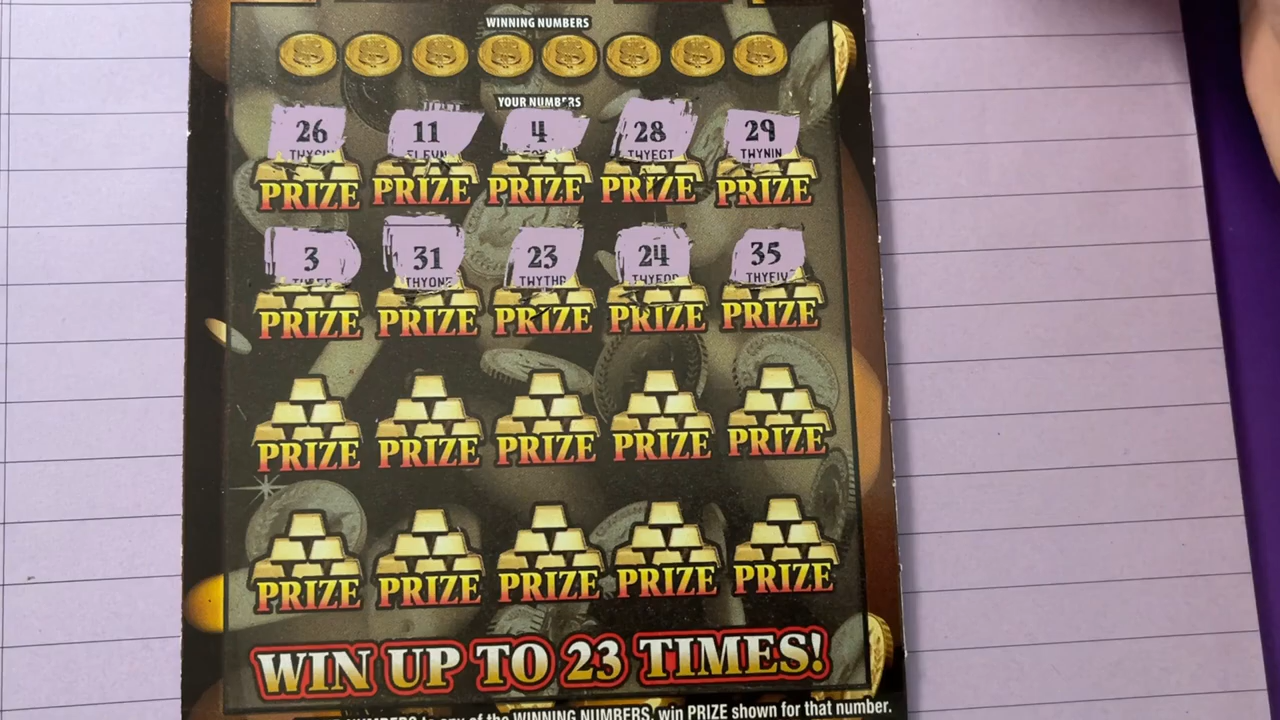 WINNING NUMBERS
YOUR NUMBERS
26 11 4 28 29
THYEGT THYNIN
PRIZE PRIZE PRIZE PRIZE PRIZE
3 31 23 24 35
THYONE THYTHR
PRIZE PRIZE PRIZE PRIZE PRIZE
PRIZE PRIZE PRIZE PRIZE PRIZE
PRIZE PRIZE PRIZE PRIZE PRIZE
WIN UP TO 23 TIMES!
NUMBERS to any of the WINNING NUMBERS, win PRIZE shown for that number.